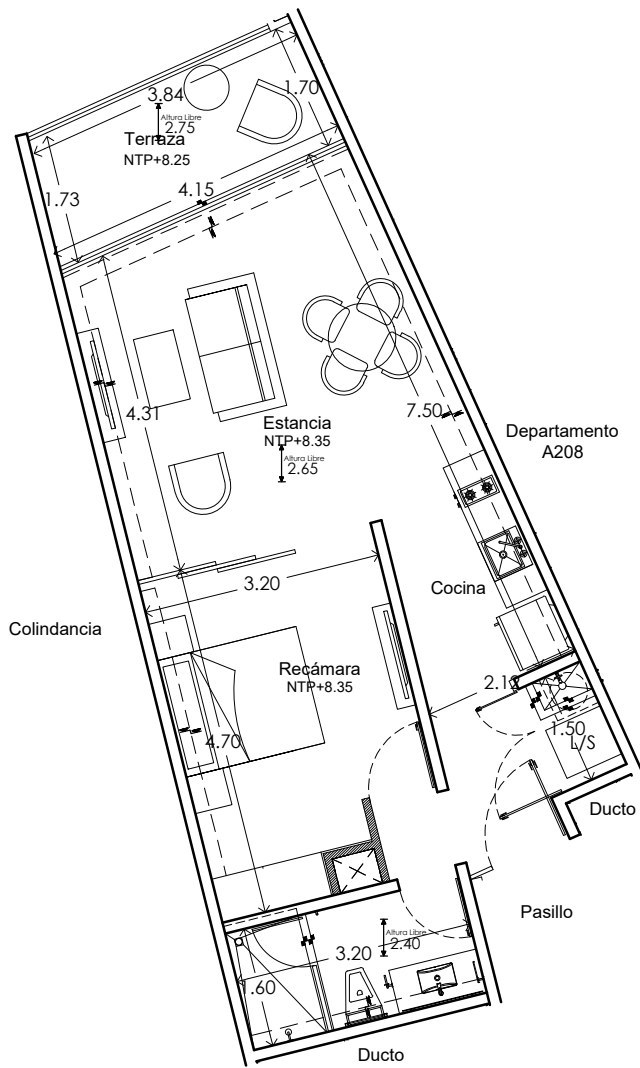 3.84
1.70
Altura Libre
2.75
Terraza
NTP+8.25
4.15
1.73
4.31
7.50
Estancia
NTP+8.35
Altura Libre
2.65
Departamento
A208
3.20
Cocina
Colindancia
Recámara
NTP+8.35
4.70
1.50
L/S
Ducto
Pasillo
Altura Libre
2.40
3.20
1.60
Ducto